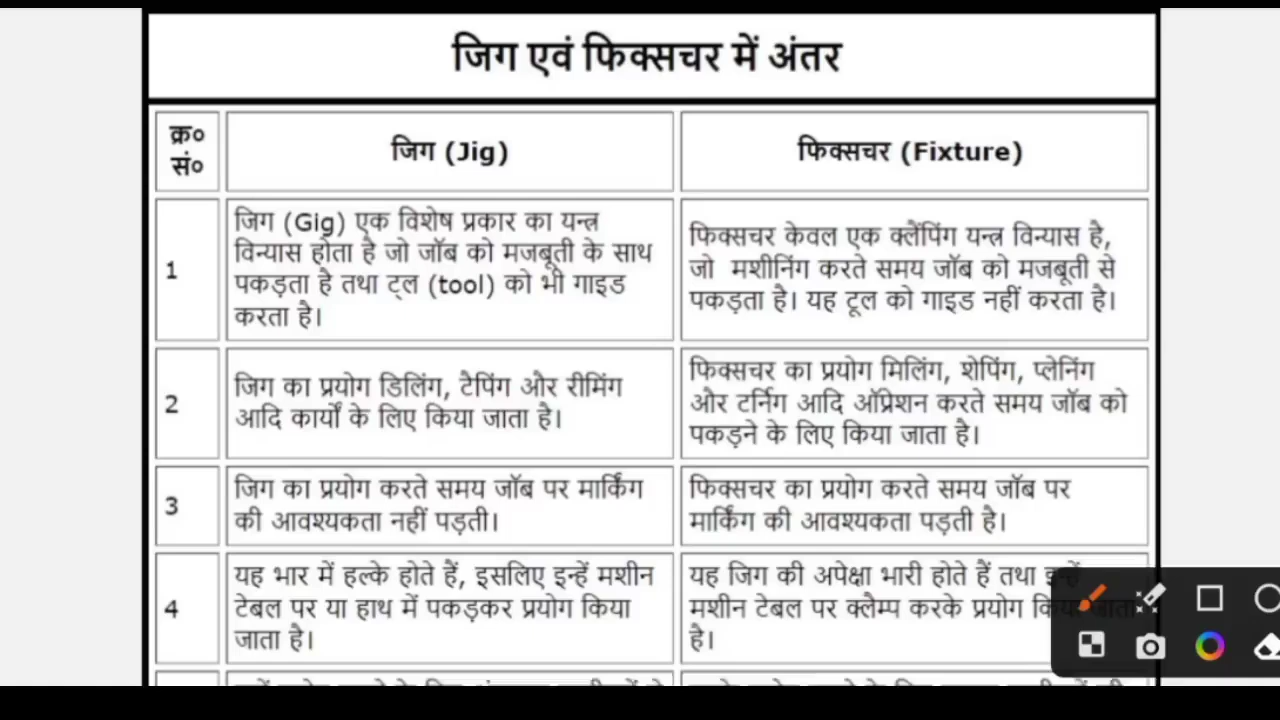 जिग एवं फिक्सचर में अंतर
क्र०
सं०
जिग (Jig)
फिक्सचर (Fixture)
1
जिग (Gig) एक विशेष प्रकार का यन्त्र
विन्यास होता है जो जॉब को मजबूती के साथ
पकड़ता है तथा ट्ल (tool) को भी गाइड
करता है।
फिक्सचर केवल एक क्लैंपिंग यन्त्र विन्यास है,
जो मशीनिंग करते समय जॉब को मजबूती से
पकड़ता है। यह टूल को गाइड नहीं करता है।
2
जिग का प्रयोग डिलिंग, टैपिंग और रीमिंग
आदि कार्यों के लिए किया जाता है।
फिक्सचर का प्रयोग मिलिंग, शेपिंग, प्लेनिंग
और टर्निग आदि ऑप्रेशन करते समय जॉब को
पकड़ने के लिए किया जाता है।
3
जिग का प्रयोग करते समय जॉब पर मार्किंग
की आवश्यकता नहीं पड़ती।
फिक्सचर का प्रयोग करते समय जॉब पर
मार्किंग की आवश्यकता पड़ती है।
4
यह भार में हल्के होते हैं, इसलिए इन्हें मशीन
टेबल पर या हाथ में पकड़कर प्रयोग किया
जाता है।
यह जिग की अपेक्षा भारी होते हैं तथा इन्हें
मशीन टेबल पर क्लैम्प करके प्रयोग किया जाता
है।